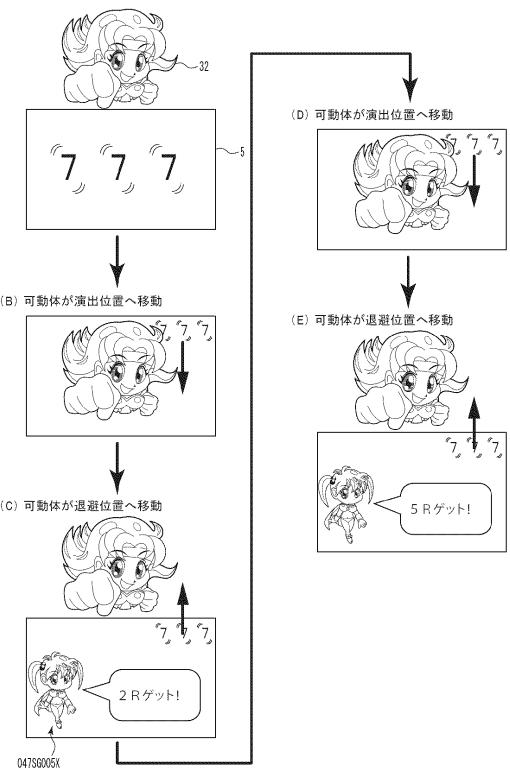 32
7 7 7
5
(B) 可動体が演出位置へ移動
7 7 7
(C) 可動体が退避位置へ移動
7 7 7
2Rゲット!
047SG005X
(D) 可動体が演出位置へ移動
7 7 7
(E) 可動体が退避位置へ移動
7 7 7
5Rゲット!